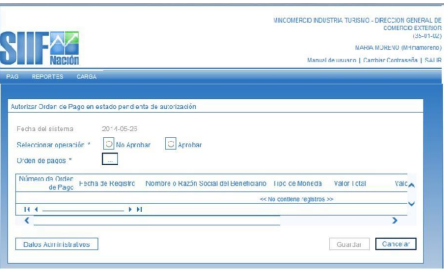 MINCOMERCIO INDUSTRIA TURISMO - DIRECCION GENERAL DE
COMERCIO EXTERIOR
(35-01-02)
MARIA MORENO
Manual de usuario | Cambiar Contraseña | SALIR
SIIF
Nación
PAG REPORTES CARGA
Autorizar Orden de Pago en estado pendiente de autorización
Fecha del sistema 2014-05-26
Seleccionar operación * No Aprobar Aprobar
Orden de pagos * ...
Número de Orden de Pago Fecha de Registro Nombre o Razón Social del Beneficiario Tipo de Moneda Valor Total Valo
<< No contiene registros >>
Datos Administrativos Guardar Cancelar